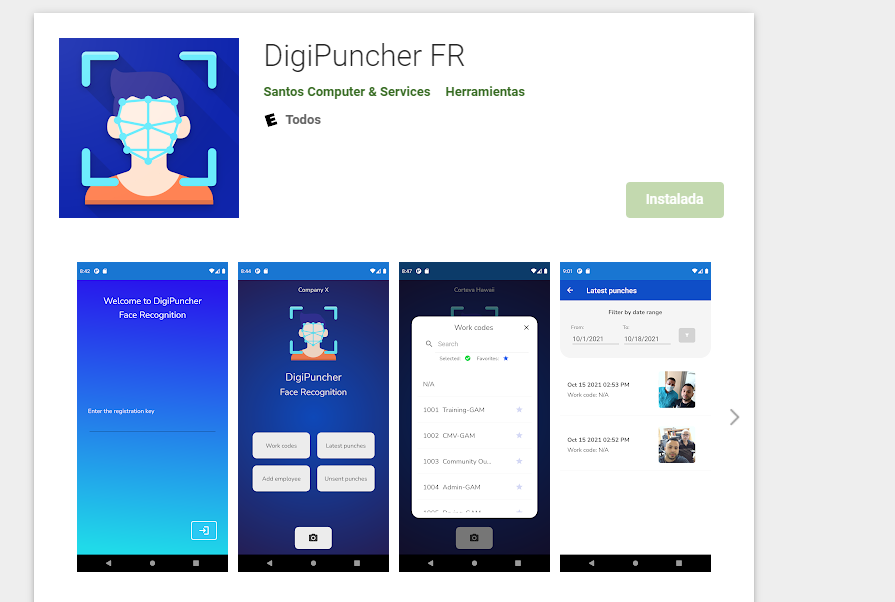 DigiPuncher FR
Santos Computer & Services Herramientas
E Todos
Instalada
8:42
Welcome to DigiPuncher
Face Recognition
Enter the registration key
8:44
Company X
DigiPuncher
Face Recognition
Work codes Latest punches
Add employee Unsent punches
8:47
Corteva Hawaii
Work codes
Search
Selected: Favorites:
N/A
1001 Training-GAM
1002 CMV-GAM
1003 Community Ou...
1004 Admin-GAM
9:01
Latest punches
Filter by date range
From: To:
10/1/2021 10/18/2021
Oct 15 2021 02:53 PM
Work code: N/A
Oct 15 2021 02:52 PM
Work code: N/A